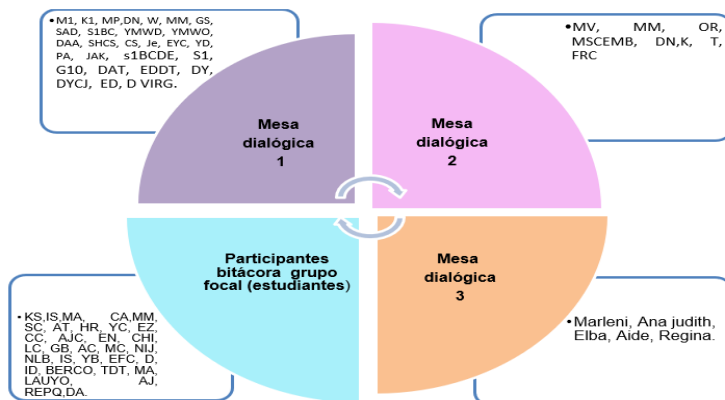 •M1, K1, MP,DN, W, MM, GS,
SAD, S1BC, YMWD, YMWO,
DAA, SHCS, CS, Je, EYC, YD,
PA, JAK, s1BCDE, S1,
G10, DAT, EDDT, DY,
DYCJ, ED, D VIRG.
•MV, MM, OR,
MSCEMB, DN,K, T,
FRC
Mesa
dialógica
1
Mesa
dialógica
2
Participantes
bitácora grupo
focal (estudiantes)
Mesa
dialógica
3
•KS,IS,MA, CA,MM,
SC, AT, HR, YC, EZ,
CC, AJC, EN, CHI,
LC, GB, AC, MC, NIJ,
NLB, IS, YB, EFC, D,
ID, BERCO, TDT, MA,
LAUYO, AJ,
REPQ,DA.
•Marleni, Ana judith,
Elba, Aide, Regina.